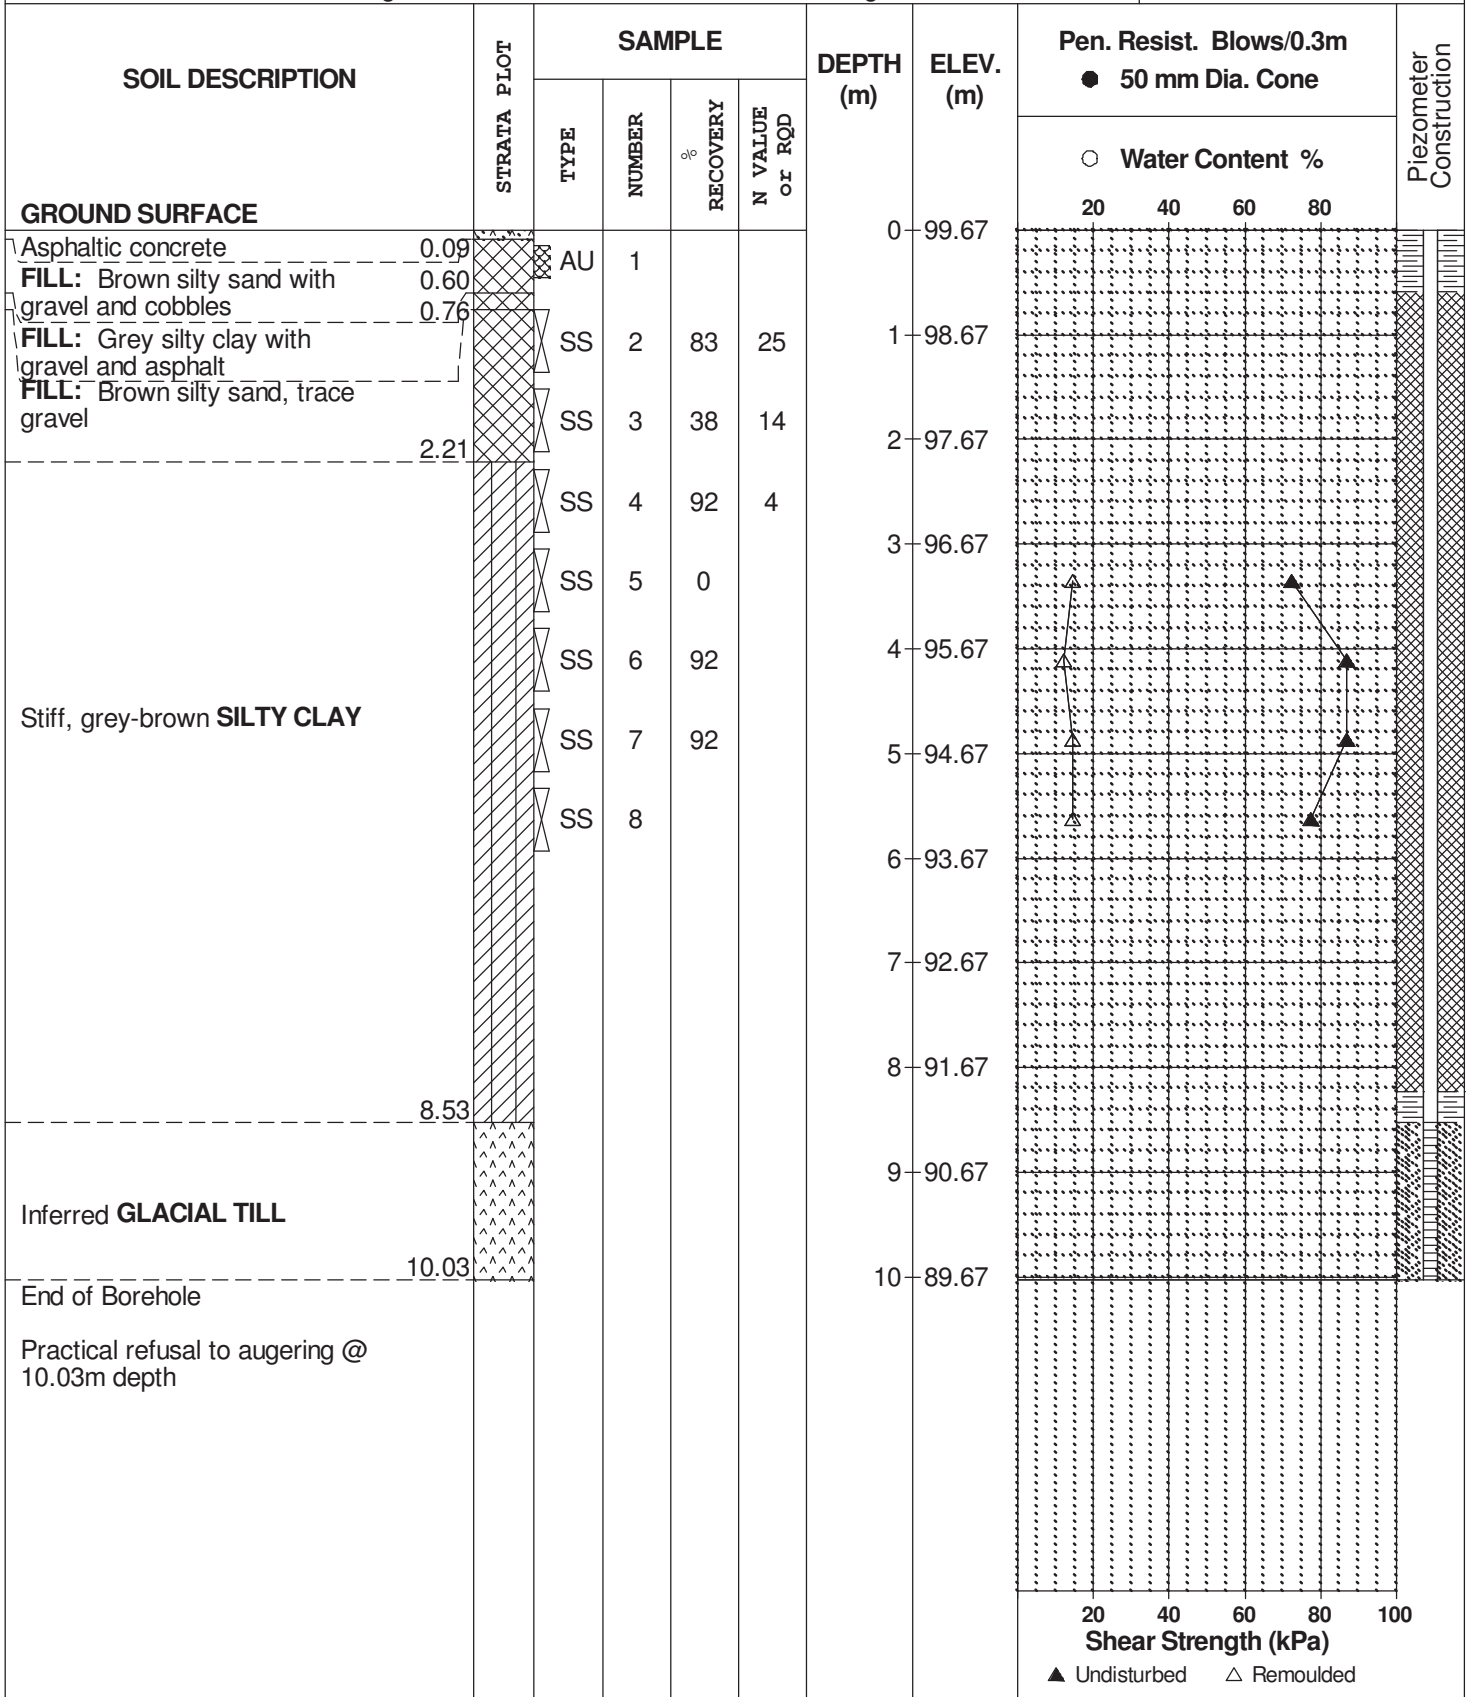 SOIL DESCRIPTION
GROUND SURFACE
STRATA PLOT
SAMPLE
TYPE
NUMBER
%
RECOVERY
N VALUE
or RQD
DEPTH
(m)
ELEV.
(m)
Pen. Resist. Blows/0.3m
● 50 mm Dia. Cone
○ Water Content %
20 40 60 80
Piezometer
Construction
Asphaltic concrete 0.09
FILL: Brown silty sand with 0.60
gravel and cobbles 0.76
FILL: Grey silty clay with
gravel and asphalt
FILL: Brown silty sand, trace
gravel
2.21
Stiff, grey-brown SILTY CLAY
8.53
Inferred GLACIAL TILL
10.03
End of Borehole
Practical refusal to augering @
10.03m depth
AU 1
SS 2 83 25
SS 3 38 14
SS 4 92 4
SS 5 0
SS 6 92
SS 7 92
SS 8
0 99.67
1 98.67
2 97.67
3 96.67
4 95.67
5 94.67
6 93.67
7 92.67
8 91.67
9 90.67
10 89.67
20 40 60 80 100
Shear Strength (kPa)
▲ Undisturbed △ Remoulded